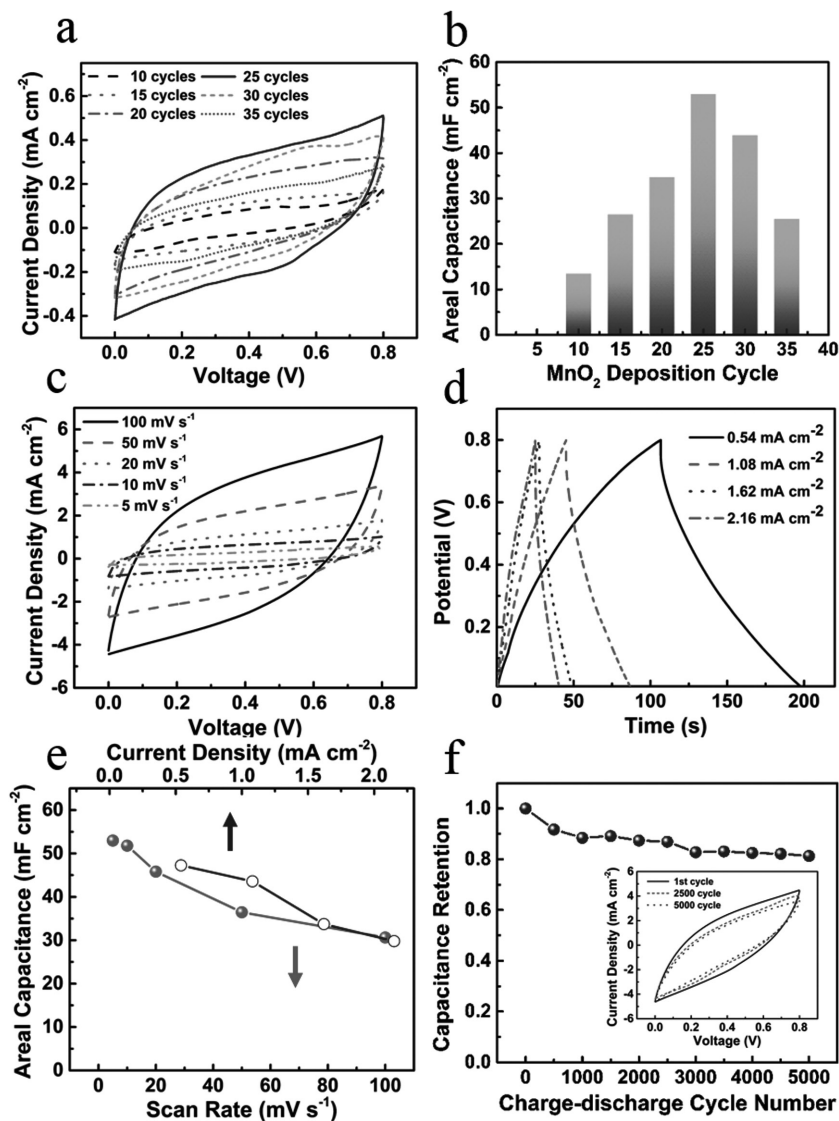 a
10 cycles 25 cycles
15 cycles 30 cycles
20 cycles 35 cycles
0.6
0.4
0.2
0.0
-0.2
-0.4
Current Density (mA cm⁻²)
0.0 0.2 0.4 0.6 0.8
Voltage (V)
b
60
50
40
30
20
10
0
Areal Capacitance (mF cm⁻²)
5 10 15 20 25 30 35 40
MnO₂ Deposition Cycle
c
100 mV s⁻¹
50 mV s⁻¹
20 mV s⁻¹
10 mV s⁻¹
5 mV s⁻¹
6
4
2
0
-2
-4
-6
Current Density (mA cm⁻²)
0.0 0.2 0.4 0.6 0.8
Voltage (V)
d
0.54 mA cm⁻²
1.08 mA cm⁻²
1.62 mA cm⁻²
2.16 mA cm⁻²
1.0
0.8
0.6
0.4
0.2
Potential (V)
0 50 100 150 200
Time (s)
e
Current Density (mA cm⁻²)
0.0 0.5 1.0 1.5 2.0
60
55
50
45
40
35
30
25
20
15
10
5
0
Areal Capacitance (mF cm⁻²)
0 20 40 60 80 100
Scan Rate (mV s⁻¹)
f
1.0
0.8
0.6
0.4
0.2
0.0
Capacitance Retention
1st cycle
2500 cycle
5000 cycle
4
2
0
-2
-4
-6
Current Density (mA cm⁻²)
0.0 0.2 0.4 0.6 0.8
Voltage (V)
0 1000 2000 3000 4000 5000
Charge-discharge Cycle Number